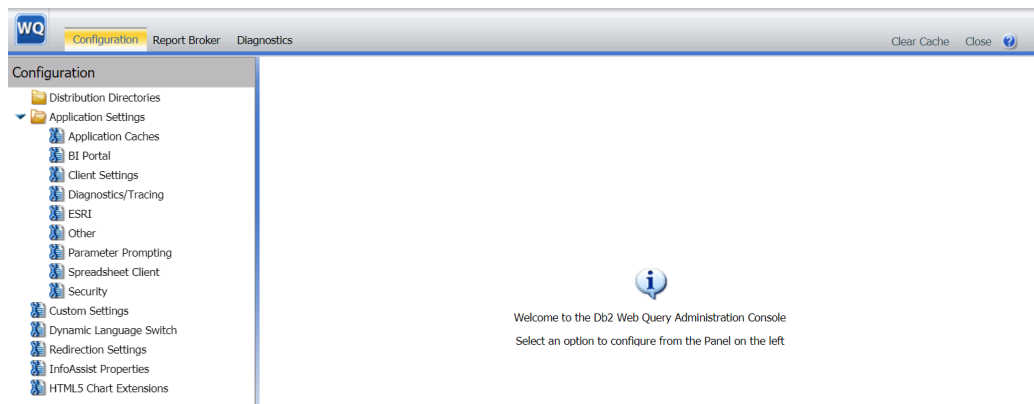 WQ
Configuration Report Broker Diagnostics Clear Cache Close ?
Configuration
Distribution Directories
Application Settings
Application Caches
BI Portal
Client Settings
Diagnostics/Tracing
ESRI
Other
Parameter Prompting
Spreadsheet Client
Security
Custom Settings
Dynamic Language Switch
Redirection Settings
InfoAssist Properties
HTML5 Chart Extensions
i
Welcome to the Db2 Web Query Administration Console
Select an option to configure from the Panel on the left